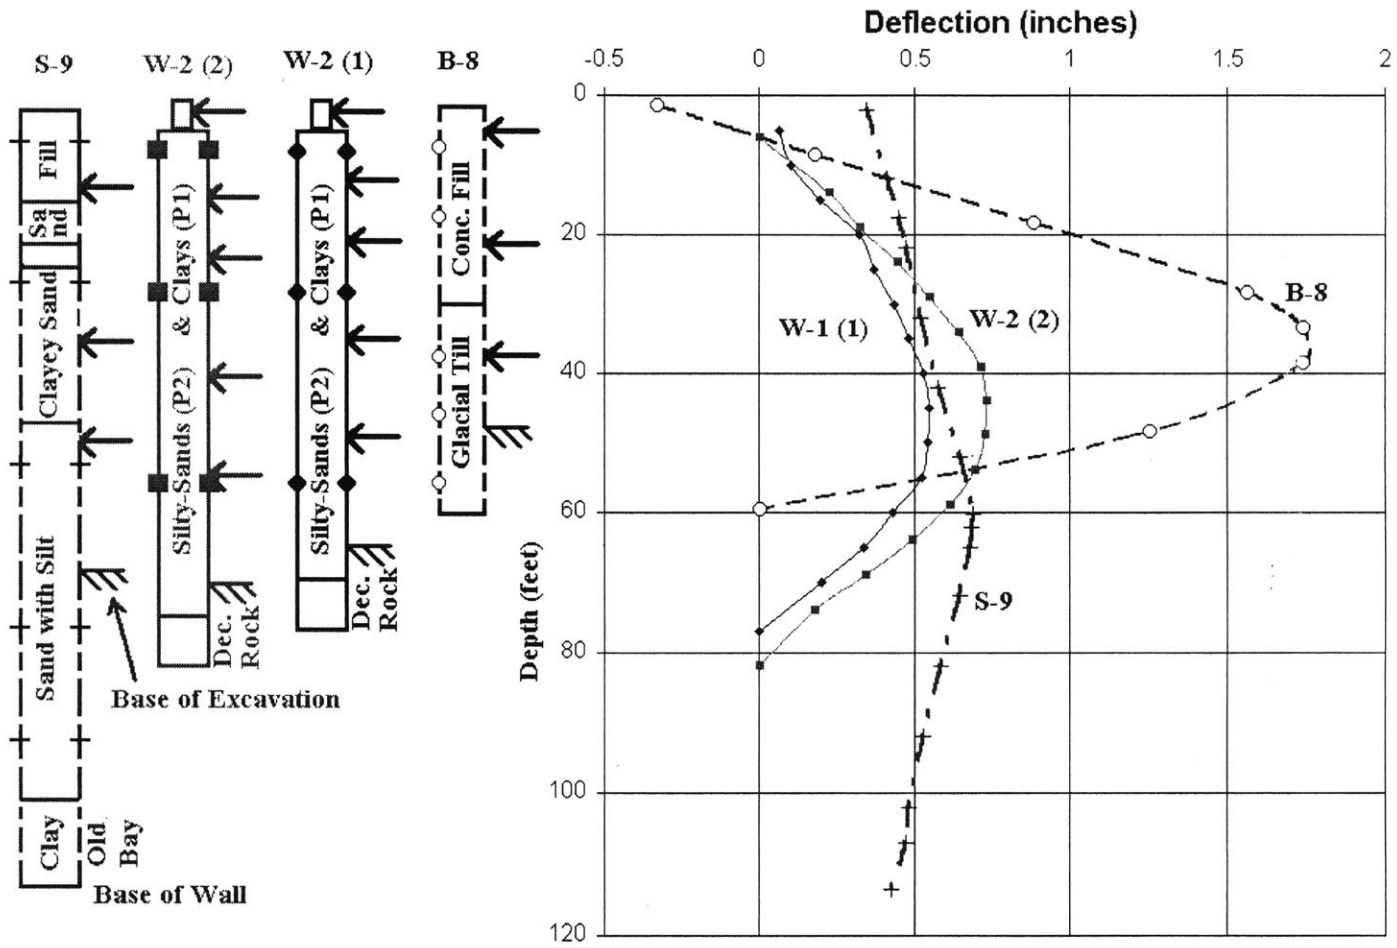 Deflection (inches)
S-9
W-2 (2)
W-2 (1)
B-8
-0.5
0
0.5
1
1.5
2
0
20
40
60
80
100
120
Depth (feet)
Fill
Sa
nd
Clayey Sand
Sand with Silt
Clay
Old
Bay
Silty-Sands (P2) & Clays (P1)
Dec.
Rock
Silty-Sands (P2) & Clays (P1)
Dec.
Rock
Conc. Fill
Glacial Till
Base of Excavation
Base of Wall
B-8
W-1 (1)
W-2 (2)
S-9